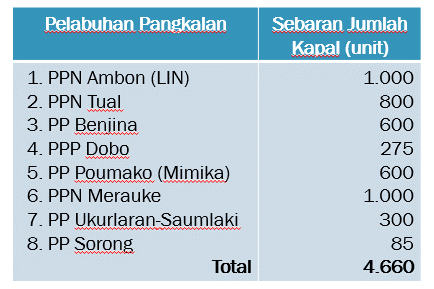 Pelabuhan Pangkalan Sebaran Jumlah
Kapal (unit)
1. PPN Ambon (LIN) 1.000
2. PPN Tual 800
3. PP Benjina 600
4. PPP Dobo 275
5. PP Poumako (Mimika) 600
6. PPN Merauke 1.000
7. PP Ukurlaran-Saumlaki 300
8. PP Sorong 85
Total 4.660